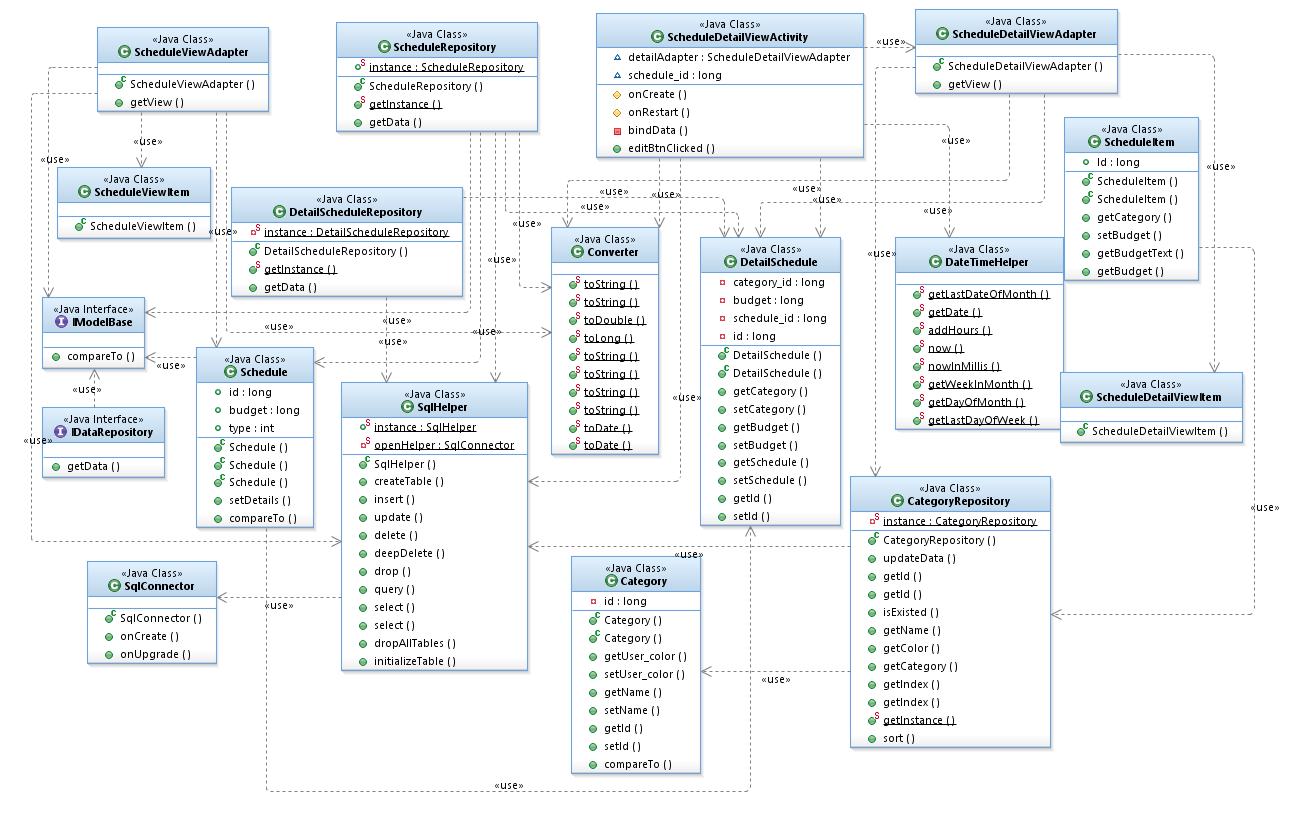 «Java Class»
ScheduleViewAdapter
ScheduleViewAdapter ( )
getView ( )
«Java Class»
ScheduleRepository
instance : ScheduleRepository
ScheduleRepository ( )
getInstance ( )
getData ( )
«Java Class»
ScheduleDetailViewActivity
detailAdapter : ScheduleDetailViewAdapter
schedule_id : long
onCreate ( )
onRestart ( )
bindData ( )
editBtnClicked ( )
«use»
«Java Class»
ScheduleDetailViewAdapter
ScheduleDetailViewAdapter ( )
getView ( )
«use»
«use»
«use»
«use»
«Java Class»
ScheduleItem
Id : long
ScheduleItem ( )
ScheduleItem ( )
getCategory ( )
setBudget ( )
getBudgetText ( )
getBudget ( )
«Java Class»
ScheduleViewItem
ScheduleViewItem ( )
«use»
«Java Class»
DetailScheduleRepository
instance : DetailScheduleRepository
DetailScheduleRepository ( )
getInstance ( )
getData ( )
«use»
«use»
«use»
«use»
«use»
«use»
«use»
«use»
«use»
«Java Class»
Converter
toString ( )
toString ( )
toDouble ( )
toLong ( )
toString ( )
toString ( )
toString ( )
toString ( )
toDate ( )
toDate ( )
«Java Class»
DetailSchedule
category_id : long
budget : long
schedule_id : long
id : long
DetailSchedule ( )
DetailSchedule ( )
getCategory ( )
setCategory ( )
getBudget ( )
setBudget ( )
getSchedule ( )
setSchedule ( )
getId ( )
setId ( )
«Java Class»
DateTimeHelper
getLastDateOfMonth ( )
getDate ( )
addHours ( )
now ( )
nowInMillis ( )
getWeekInMonth ( )
getDayOfMonth ( )
getLastDayOfWeek ( )
«Java Interface»
IModelBase
compareTo ( )
«use»
«use»
«use»
«use»
«use»
«use»
«use»
«use»
«Java Class»
Schedule
id : long
budget : long
type : int
Schedule ( )
Schedule ( )
Schedule ( )
setDetails ( )
compareTo ( )
«Java Interface»
IDataRepository
getData ( )
«Java Class»
SqlHelper
instance : SqlHelper
openHelper : SqlConnector
SqlHelper ( )
createTable ( )
insert ( )
update ( )
delete ( )
deepDelete ( )
drop ( )
query ( )
select ( )
select ( )
dropAllTables ( )
initializeTable ( )
«Java Class»
ScheduleDetailViewItem
ScheduleDetailViewItem ( )
«Java Class»
CategoryRepository
instance : CategoryRepository
CategoryRepository ( )
updateData ( )
getId ( )
getId ( )
isExisted ( )
getName ( )
getColor ( )
getCategory ( )
getIndex ( )
getIndex ( )
getInstance ( )
sort ( )
«use»
«use»
«Java Class»
SqlConnector
SqlConnector ( )
onCreate ( )
onUpgrade ( )
«use»
«Java Class»
Category
id : long
Category ( )
Category ( )
getUser_color ( )
setUser_color ( )
getName ( )
setName ( )
getId ( )
setId ( )
compareTo ( )
«use»
«use»